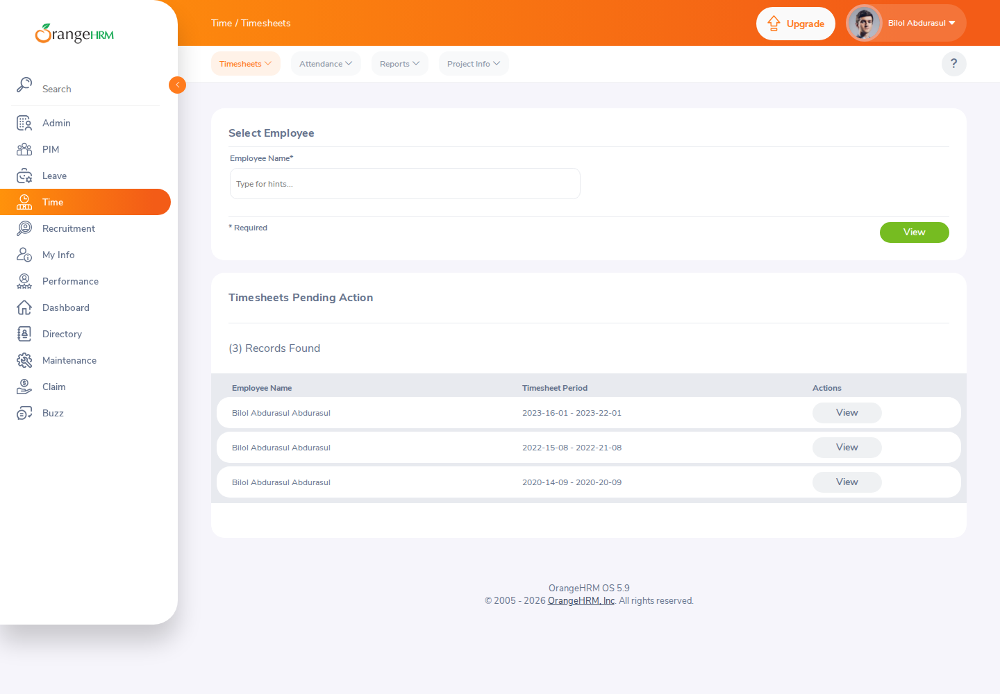 Time / Timesheets
Upgrade
Bilol Abdurasul
OrangeHRM
Timesheets
Attendance
Reports
Project Info
?
Search
Admin
PIM
Leave
Time
Recruitment
My Info
Performance
Dashboard
Directory
Maintenance
Claim
Buzz
Select Employee
Employee Name*
Type for hints...
* Required
View
Timesheets Pending Action
(3) Records Found
Employee Name Timesheet Period Actions
Bilol Abdurasul Abdurasul 2023-16-01 - 2023-22-01 View
Bilol Abdurasul Abdurasul 2022-15-08 - 2022-21-08 View
Bilol Abdurasul Abdurasul 2020-14-09 - 2020-20-09 View
OrangeHRM OS 5.9
© 2005 - 2026 OrangeHRM, Inc. All rights reserved.